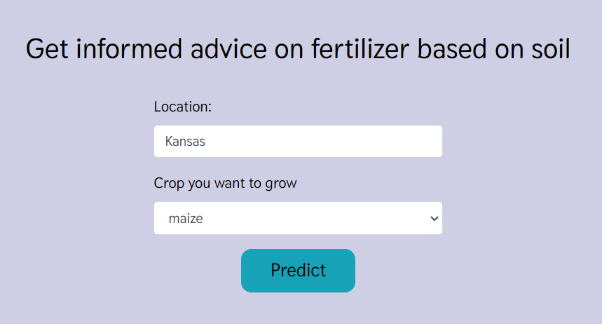 Get informed advice on fertilizer based on soil
Location:
Kansas
Crop you want to grow
maize
Predict